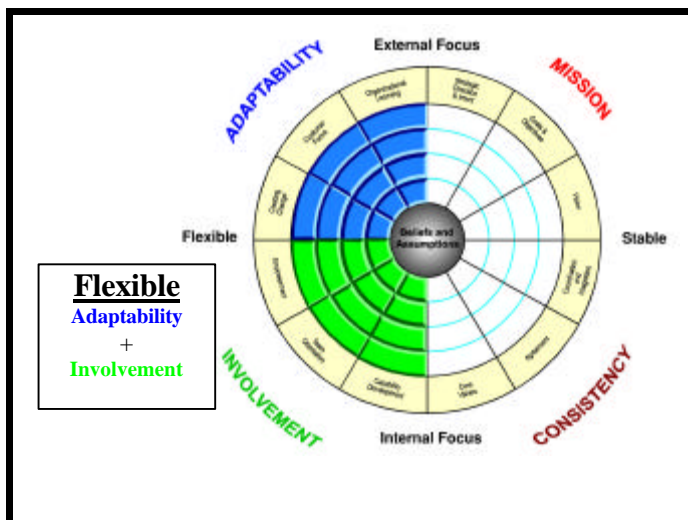 External Focus
ADAPTABILITY
MISSION
Organizational
Learning
Strategic
Direction
& Intent
Customer
Focus
Goals &
Objectives
Creating
Change
Vision
Flexible
Beliefs and
Assumptions
Stable
Empowerment
Coordination
and
Integration
Team
Orientation
Agreement
Capability
Development
Core
Values
INVOLVEMENT
CONSISTENCY
Internal Focus
Flexible
Adaptability
+
Involvement